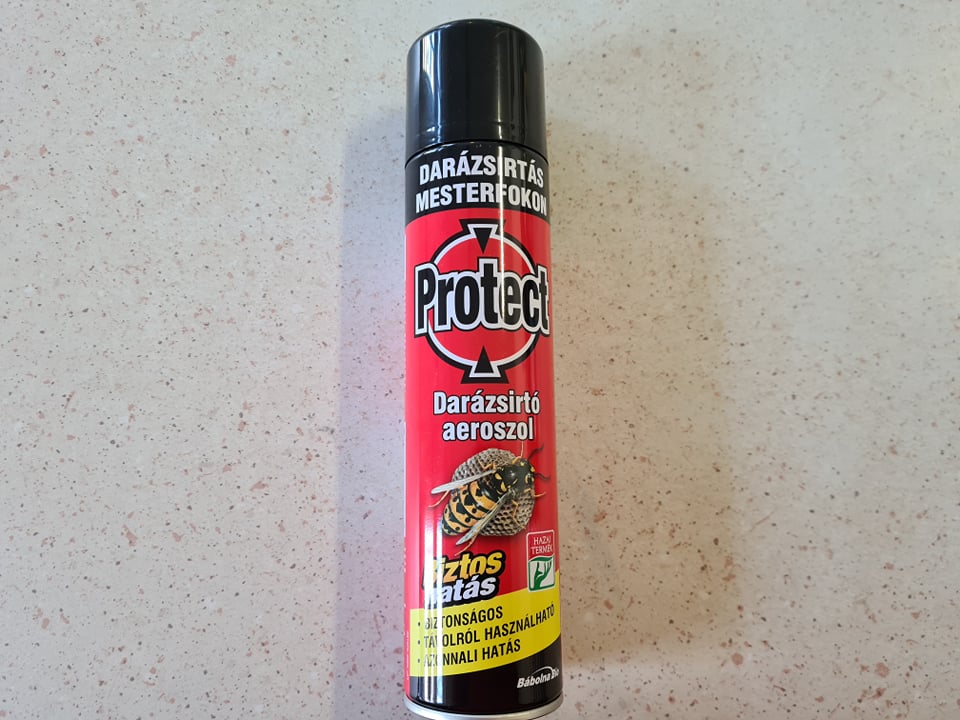 DARÁZSIRTÁS
MESTERFOKON
Protect
Darázsirtó
aeroszol
HAZAI
TERMÉK
Biztos
hatás
• BIZTONSÁGOS
• TÁVOLRÓL HASZNÁLHATÓ
• AZONNALI HATÁS
Bábolna Bio